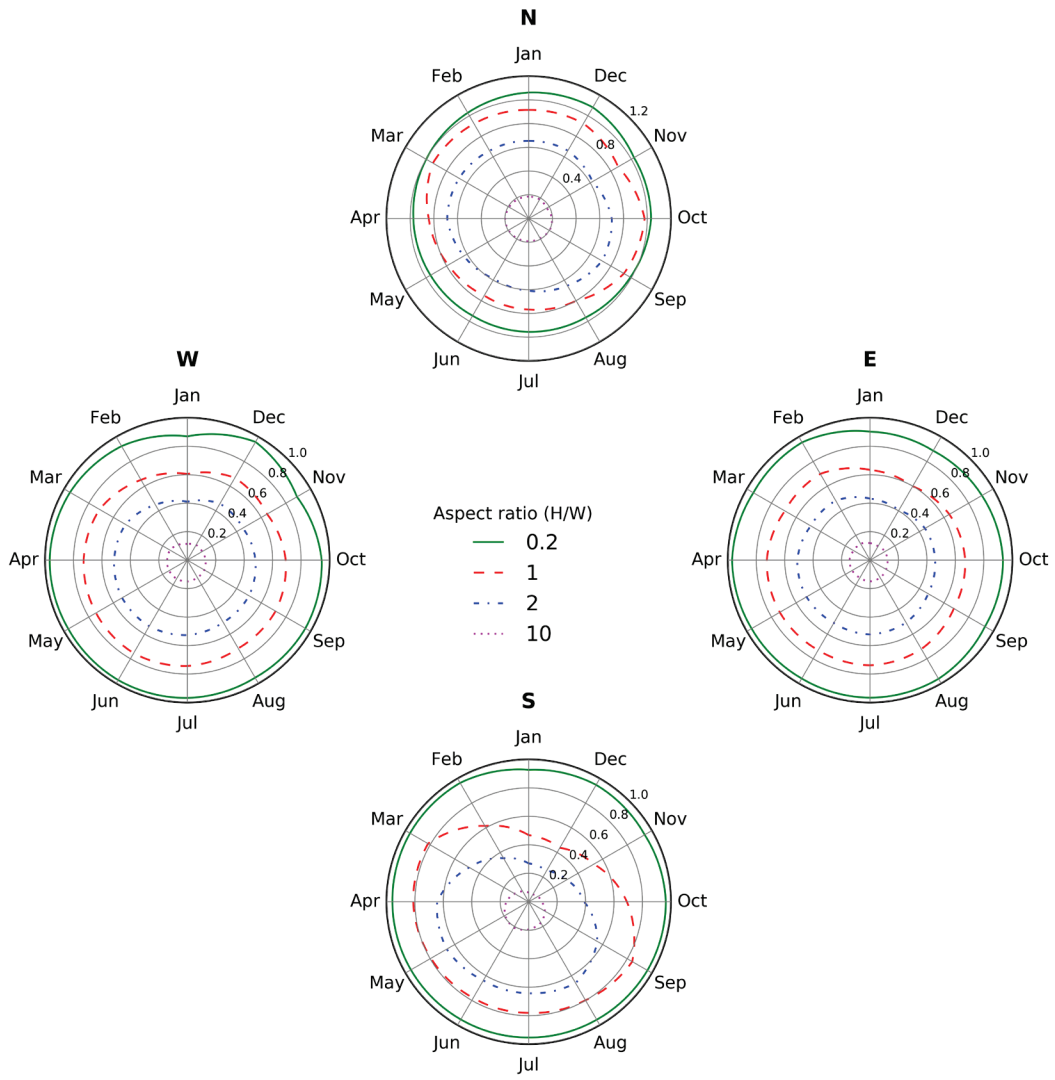 N
Jan
Feb
Dec
1.2
Mar
0.8
Nov
0.4
Apr
Oct
May
Sep
Jun
Aug
Jul
W
Jan
Feb
Dec
1.0
Mar
0.8
Nov
0.6
0.4
0.2
Apr
Oct
May
Sep
Jun
Aug
Jul
Aspect ratio (H/W)
0.2
1
2
10
E
Jan
Feb
Dec
1.0
Mar
0.8
Nov
0.6
0.4
0.2
Apr
Oct
May
Sep
Jun
Aug
Jul
S
Jan
Feb
Dec
1.0
Mar
0.8
Nov
0.6
0.4
0.2
Apr
Oct
May
Sep
Jun
Aug
Jul